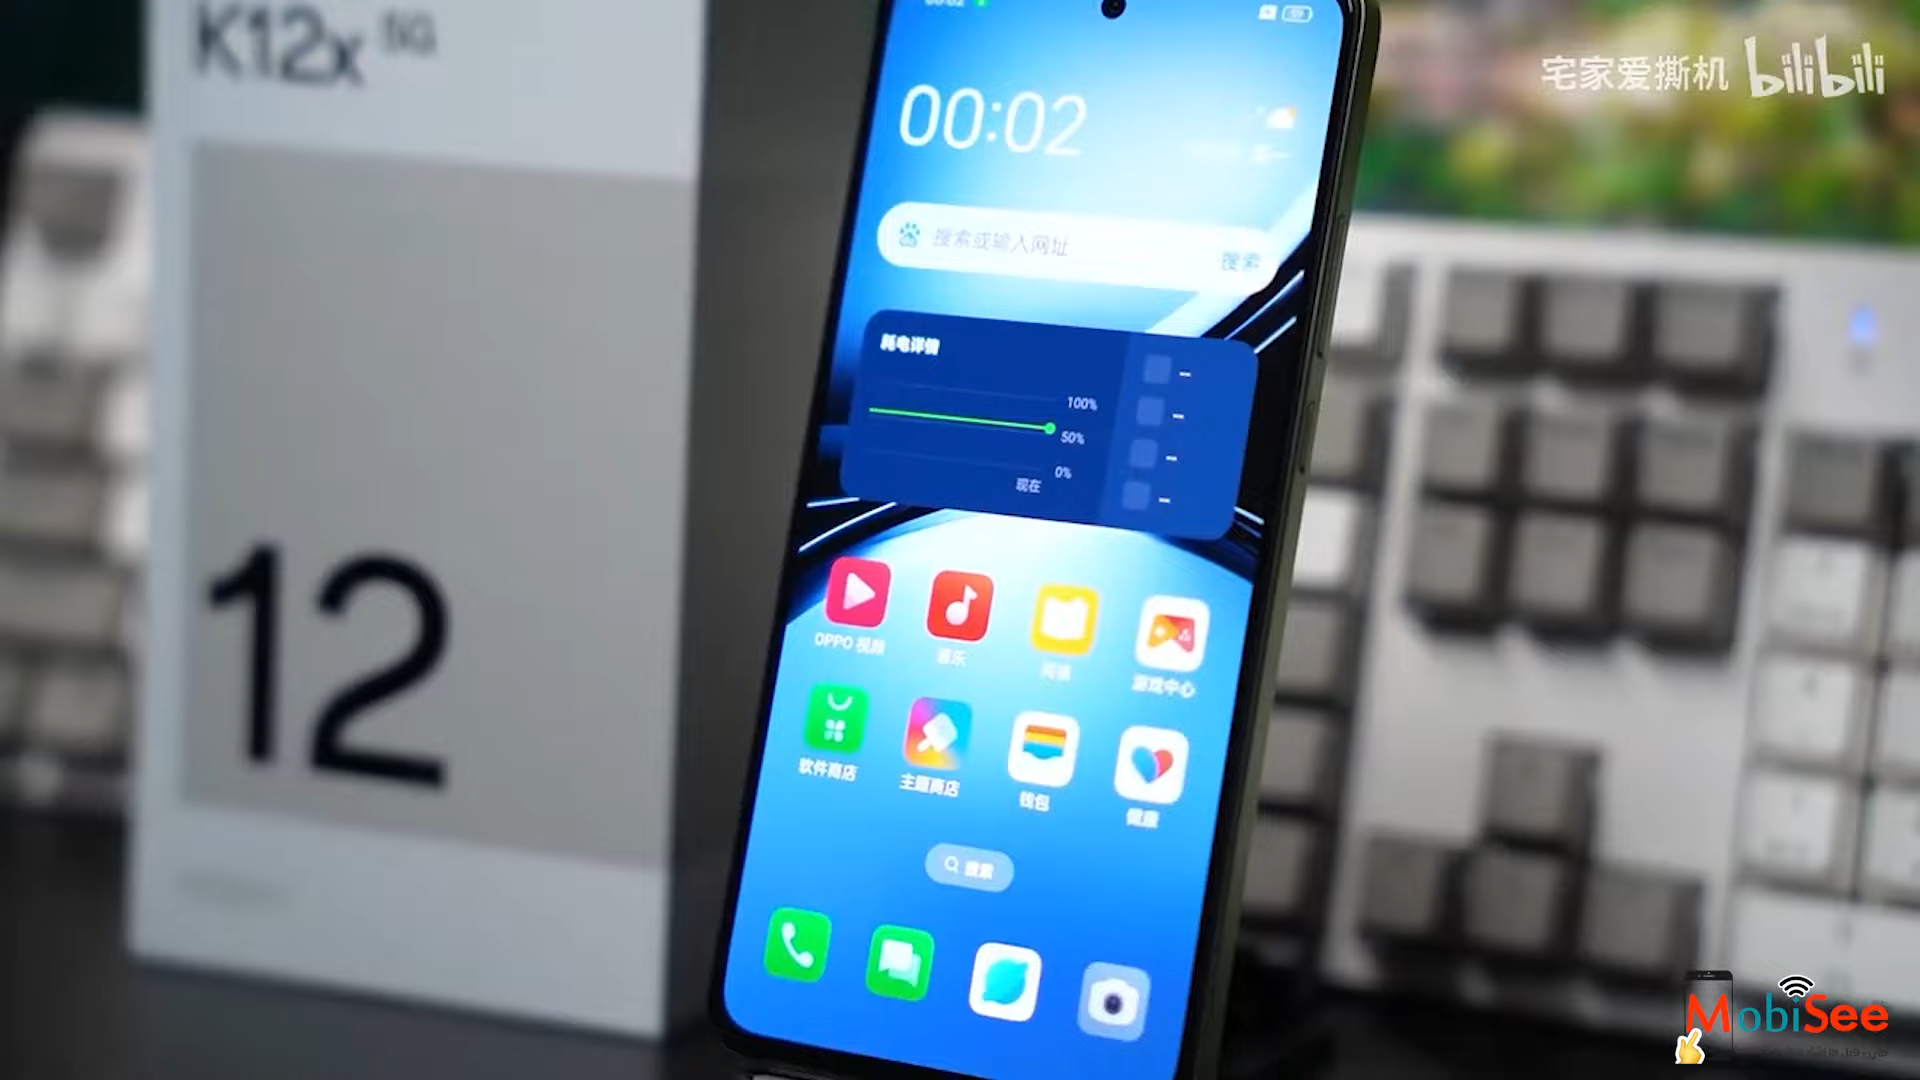 K12x 5G
12
00:02
搜索或输入网址
搜索
耗电详情
100%
50%
0%
现在
OPPO 视频
音乐
阅读
游戏中心
软件商店
主题商店
钱包
健康
搜索
宅家爱撕机 bilibili
MobiSee